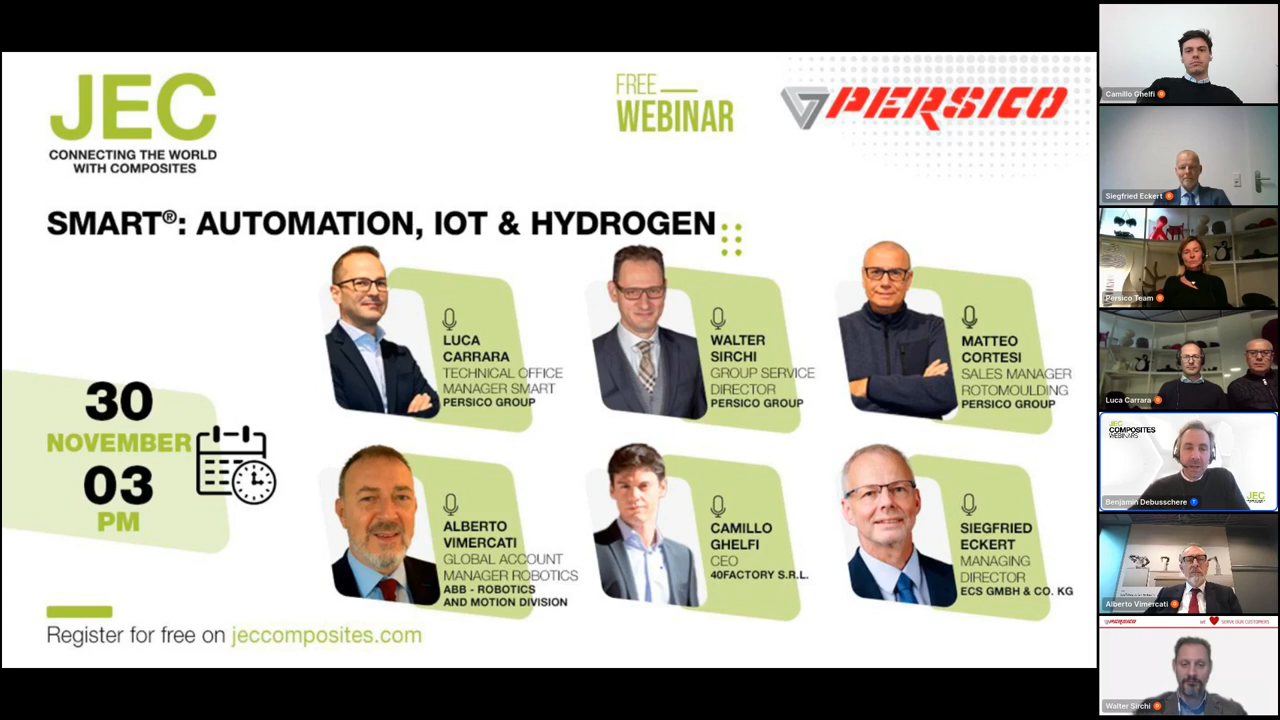 JEC
CONNECTING THE WORLD
WITH COMPOSITES
FREE
WEBINAR
PERSICO
SMART®: AUTOMATION, IOT & HYDROGEN
30
NOVEMBER
03
PM
LUCA
CARRARA
TECHNICAL OFFICE
MANAGER SMART
PERSICO GROUP
WALTER
SIRCHI
GROUP SERVICE
DIRECTOR
PERSICO GROUP
MATTEO
CORTESI
SALES MANAGER
ROTOMOULDING
PERSICO GROUP
ALBERTO
VIMERCATI
GLOBAL ACCOUNT
MANAGER ROBOTICS
ABB - ROBOTICS
AND MOTION DIVISION
CAMILLO
GHELFI
CEO
40FACTORY S.R.L.
SIEGFRIED
ECKERT
MANAGING
DIRECTOR
ECS GMBH & CO. KG
Register for free on jeccomposites.com
Camillo Ghelfi
Siegfried Eckert
Persico Team
Luca Carrara
JEC
COMPOSITES
WEBINARS
JEC
Benjamin Debusschere
Alberto Vimercati
PERSICO
WE SERVE OUR CUSTOMERS
Walter Sirchi